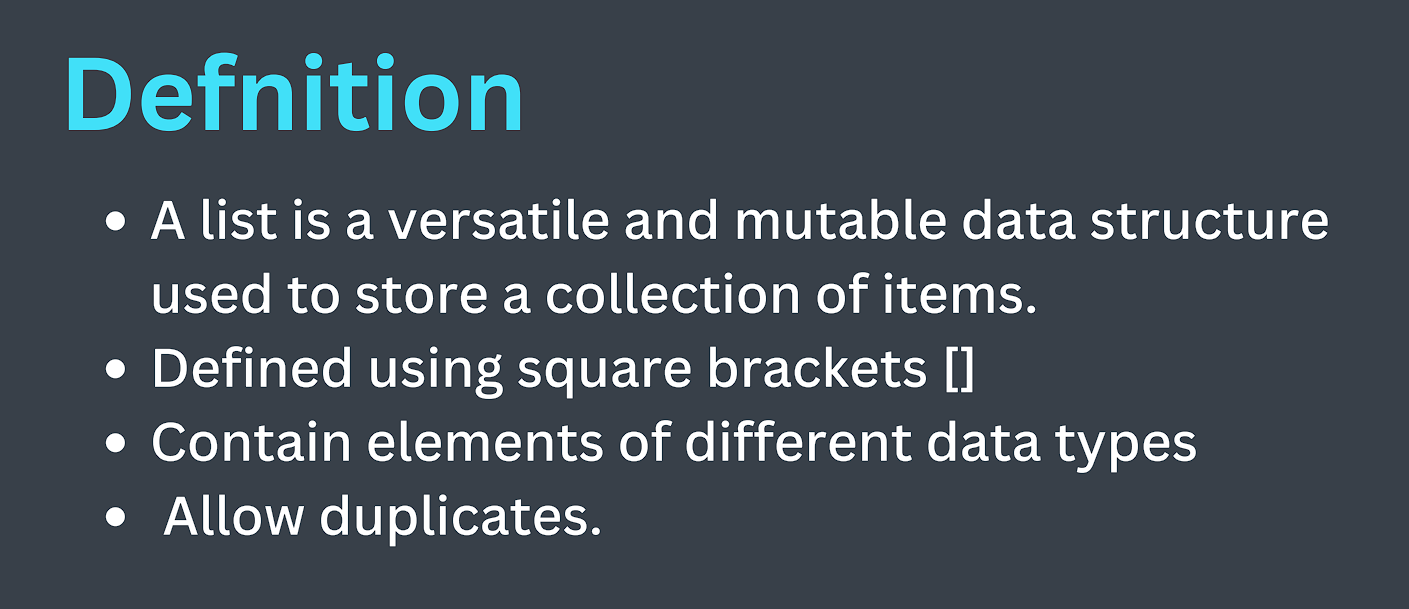 Defnition
• A list is a versatile and mutable data structure
used to store a collection of items.
• Defined using square brackets []
• Contain elements of different data types
• Allow duplicates.